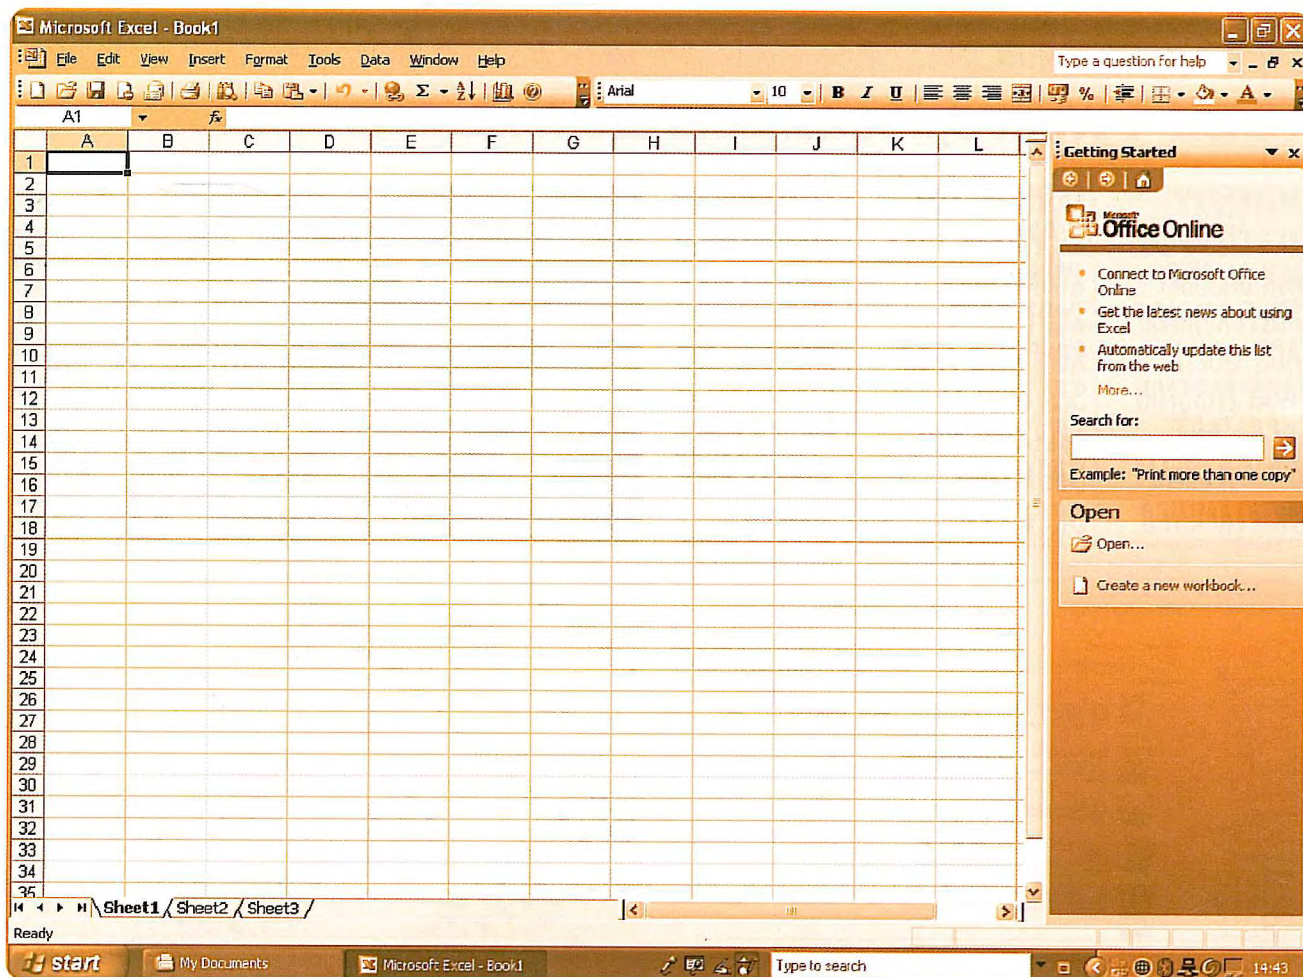 Microsoft Excel - Book1
File Edit View Insert Format Tools Data Window Help Type a question for help
Arial 10 B I U % A
A1 fx
A B C D E F G H I J K L
1
2
3
4
5
6
7
8
9
10
11
12
13
14
15
16
17
18
19
20
21
22
23
24
25
26
27
28
29
30
31
32
33
34
35
Getting Started
Microsoft
Office Online
Connect to Microsoft Office
Online
Get the latest news about using
Excel
Automatically update this list
from the web
More...
Search for:
Example: "Print more than one copy"
Open
Open...
Create a new workbook...
Sheet1 Sheet2 Sheet3
Ready
start My Documents Microsoft Excel - Book1 Type to search 14:43